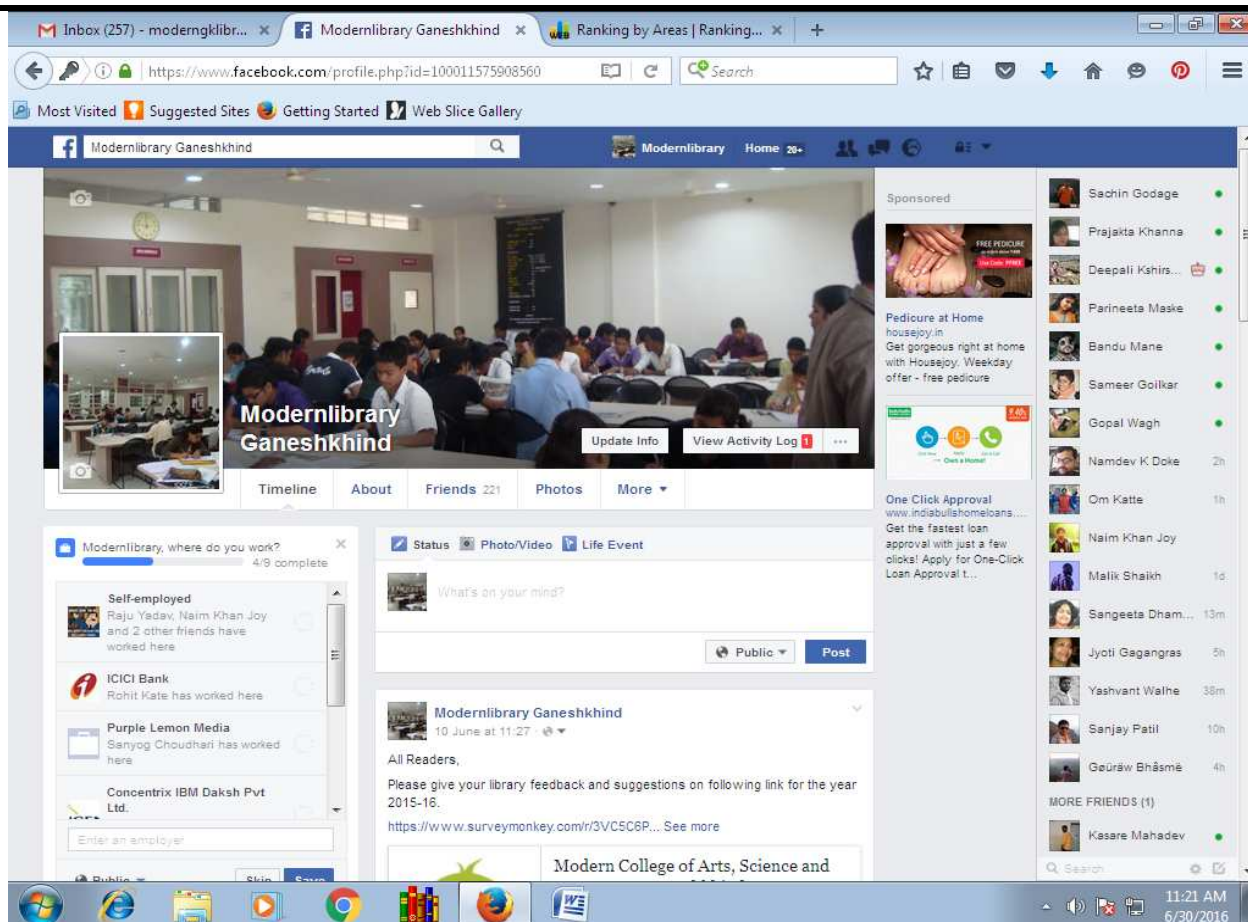 Inbox (257) - moderngklibr...
Modernlibrary Ganeshkhind
Ranking by Areas | Ranking...
https://www.facebook.com/profile.php?id=100011575908560
Search
Most Visited
Suggested Sites
Getting Started
Web Slice Gallery
Modernlibrary Ganeshkhind
Modernlibrary
Home 20+
Modernlibrary
Ganeshkhind
Update Info
View Activity Log 1
Timeline
About
Friends 221
Photos
More
Modernlibrary, where do you work?
4/9 complete
Self-employed
Raju Yadav, Naim Khan Joy
and 2 other friends have
worked here
ICICI Bank
Rohit Kate has worked here
Purple Lemon Media
Sanyog Choudhari has worked
here
Concentrix IBM Daksh Pvt
Ltd.
Enter an employer
Public
Skip
Save
Status
Photo/Video
Life Event
What's on your mind?
Public
Post
Modernlibrary Ganeshkhind
10 June at 11:27
All Readers,
Please give your library feedback and suggestions on following link for the year
2015-16.
https://www.surveymonkey.com/r/3VC5C6P... See more
Modern College of Arts, Science and
Sponsored
FREE PEDICURE
Pedicure at Home
housejoy.in
Get gorgeous right at home
with Housejoy. Weekday
offer - free pedicure
9.40%
Own a Home!
One Click Approval
www.indiabullshomeloans....
Get the fastest loan
approval with just a few
clicks! Apply for One-Click
Loan Approval t...
Sachin Godage
Prajakta Khanna
Deepali Kshirs...
Parineeta Maske
Bandu Mane
Sameer Goilkar
Gopal Wagh
Namdev K Doke 2h
Om Katte 1h
Naim Khan Joy
Malik Shaikh 1d
Sangeeta Dham... 13m
Jyoti Gagangras 5h
Yashvant Walhe 38m
Sanjay Patil 10h
Gøüräw Bhåsmë 4h
MORE FRIENDS (1)
Kasare Mahadev
Search
11:21 AM
6/30/2016